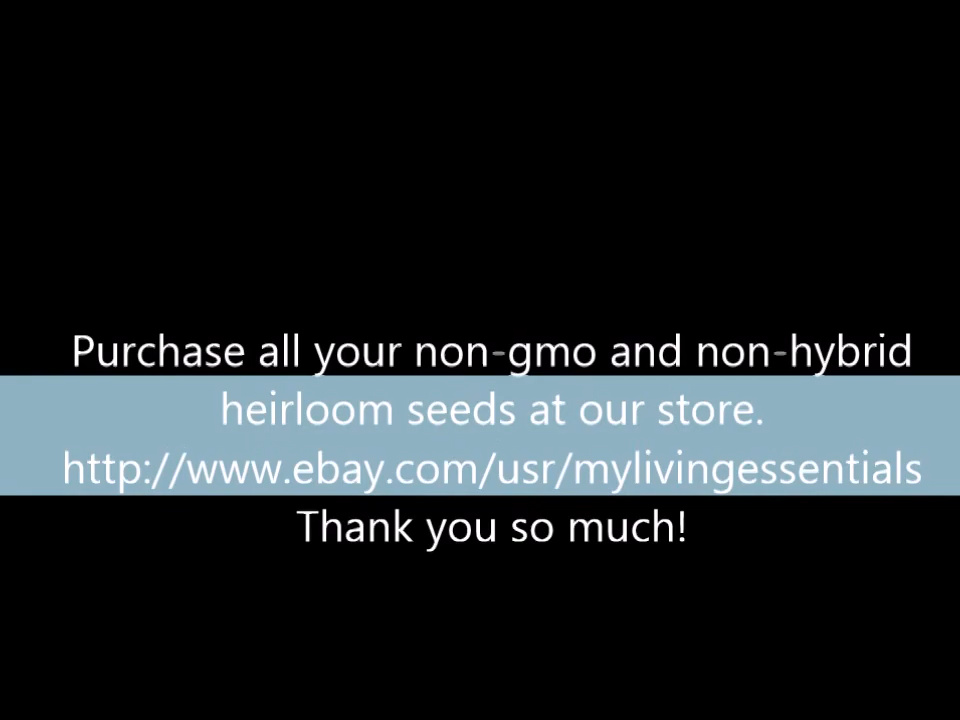 Purchase all your non-gmo and non-hybrid
heirloom seeds at our store.
http://www.ebay.com/usr/mylivingessentials
Thank you so much!